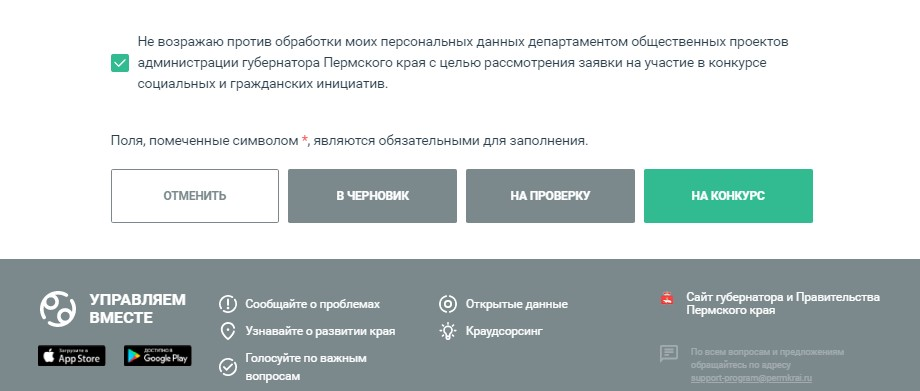 Не возражаю против обработки моих персональных данных департаментом общественных проектов
администрации губернатора Пермского края с целью рассмотрения заявки на участие в конкурсе
социальных и гражданских инициатив.
Поля, помеченные символом *, являются обязательными для заполнения.
ОТМЕНИТЬ
В ЧЕРНОВИК
НА ПРОВЕРКУ
НА КОНКУРС
УПРАВЛЯЕМ
ВМЕСТЕ
Загрузите в
App Store
ДОСТУПНО В
Google Play
Сообщайте о проблемах
Узнавайте о развитии края
Голосуйте по важным
вопросам
Открытые данные
Краудсорсинг
Сайт губернатора и Правительства
Пермского края
По всем вопросам и предложениям
обращайтесь по адресу
support-program@permkrai.ru